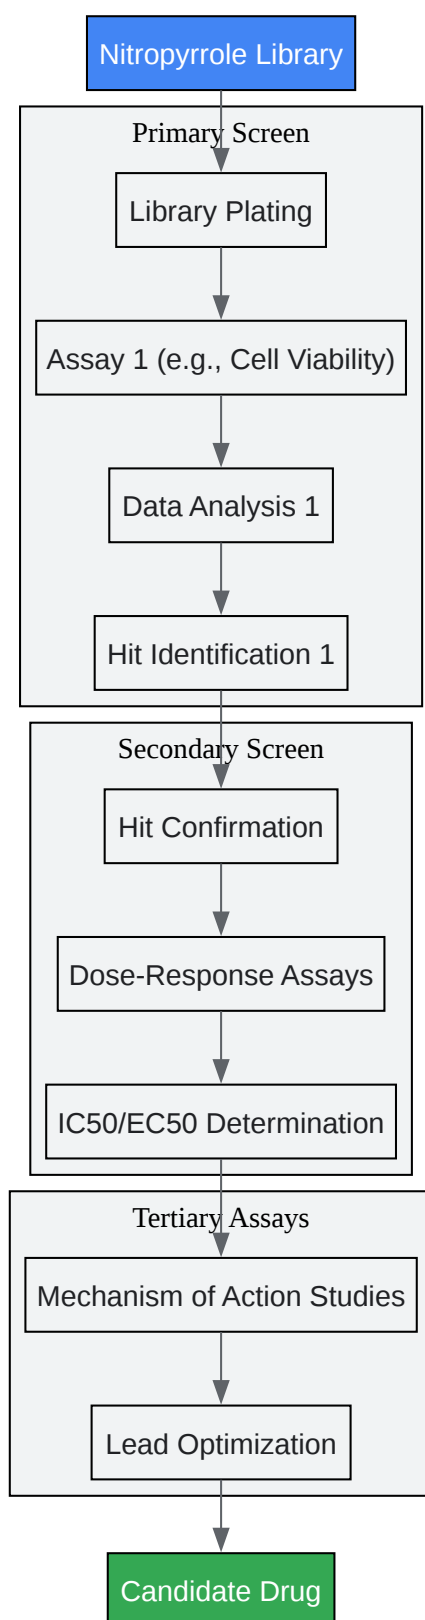 Nitropyrrole Library
Primary Screen
Library Plating
Assay 1 (e.g., Cell Viability)
Data Analysis 1
Hit Identification 1
Secondary Screen
Hit Confirmation
Dose-Response Assays
IC50/EC50 Determination
Tertiary Assays
Mechanism of Action Studies
Lead Optimization
Candidate Drug